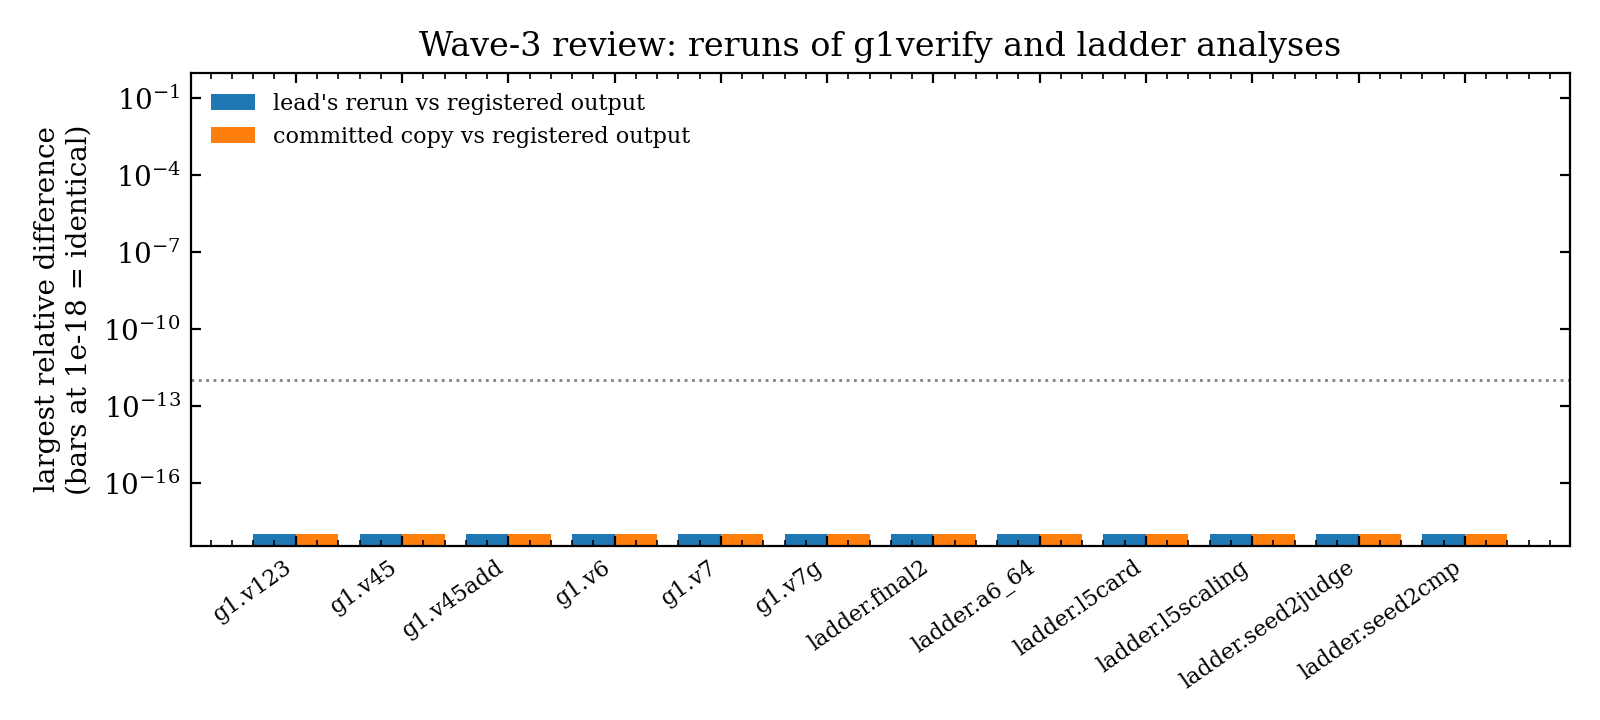 Wave-3 review: reruns of g1verify and ladder analyses
lead's rerun vs registered output
committed copy vs registered output
largest relative difference
(bars at 1e-18 = identical)
10⁻¹
10⁻⁴
10⁻⁷
10⁻¹⁰
10⁻¹³
10⁻¹⁶
g1.v123
g1.v45
g1.v45add
g1.v6
g1.v7
g1.v7g
ladder.final2
ladder.a6_64
ladder.l5card
ladder.l5scaling
ladder.seed2judge
ladder.seed2cmp